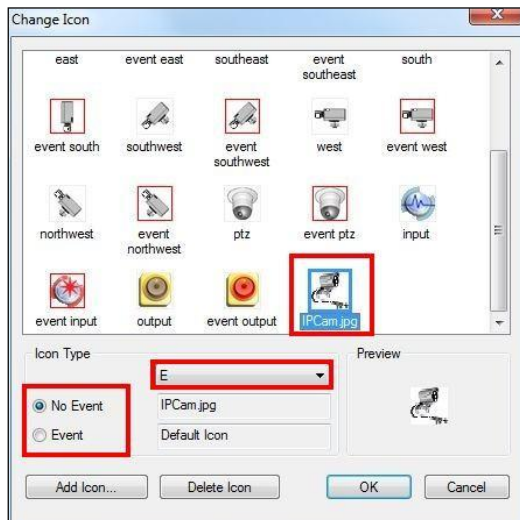 Change Icon
east event east southeast event southeast south
event south southwest event southwest west event west
northwest event northwest ptz event ptz input
event input output event output IPCam.jpg
Icon Type Preview
E
No Event IPCam.jpg
Event Default Icon
Add Icon... Delete Icon OK Cancel